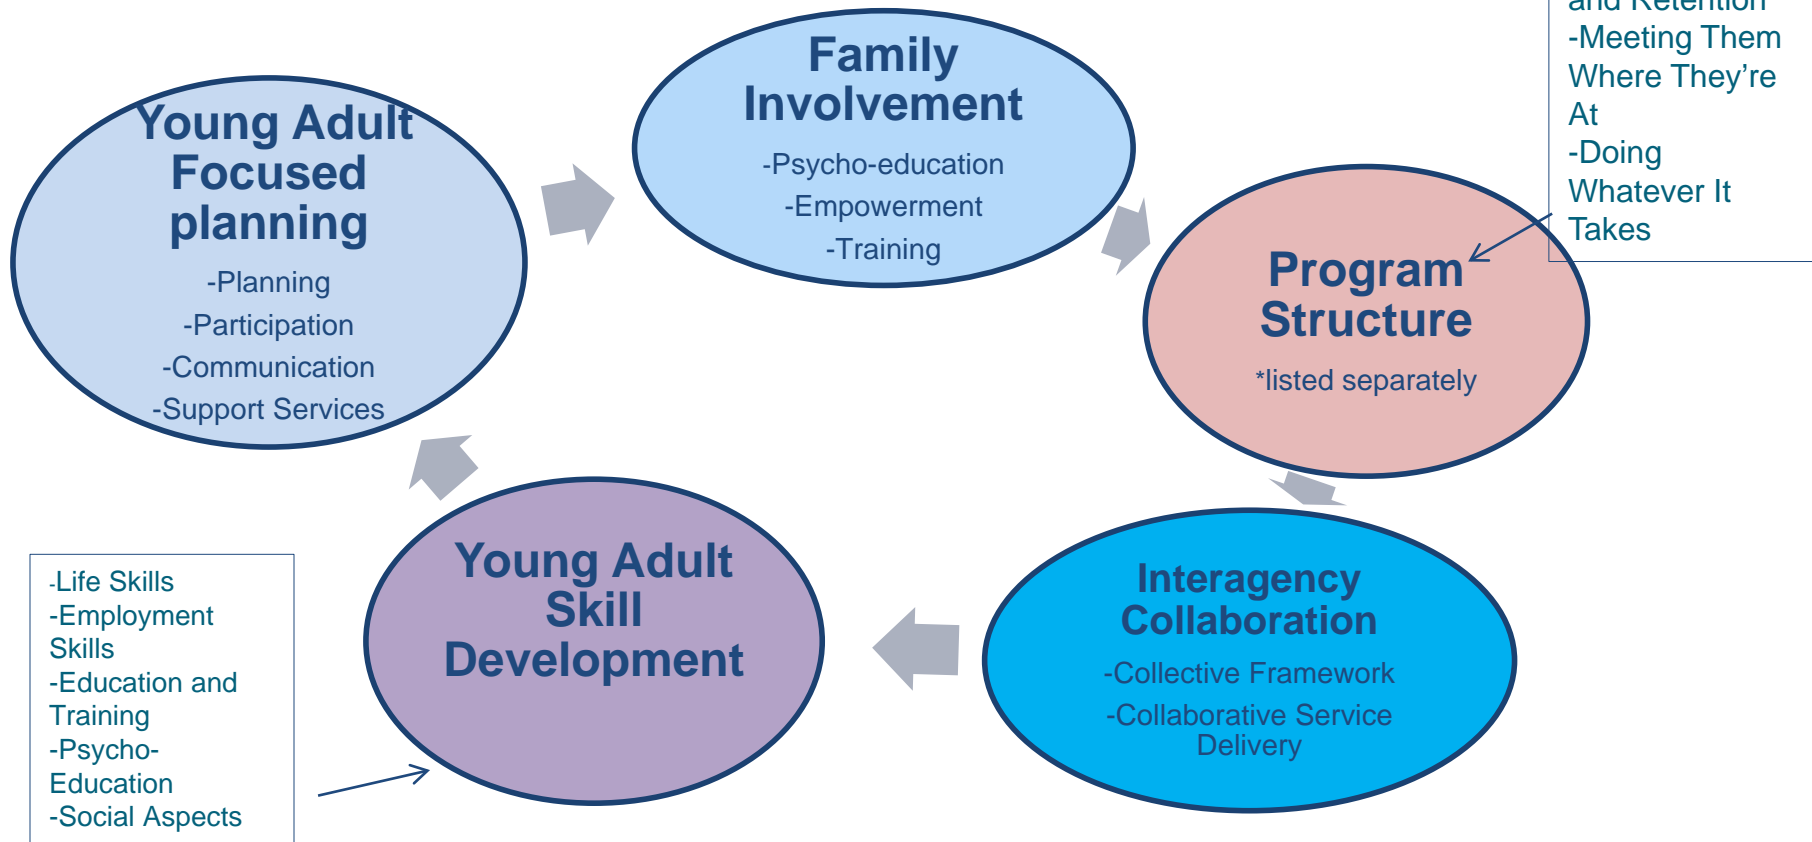 Young Adult
Focused
planning
-Planning
-Participation
-Communication
-Support Services
Family
Involvement
-Psycho-education
-Empowerment
-Training
and Retention
-Meeting Them
Where They're
At
-Doing
Whatever It
Takes
Program
Structure
*listed separately
Interagency
Collaboration
-Collective Framework
-Collaborative Service
Delivery
Young Adult
Skill
Development
-Life Skills
-Employment
Skills
-Education and
Training
-Psycho-
Education
-Social Aspects